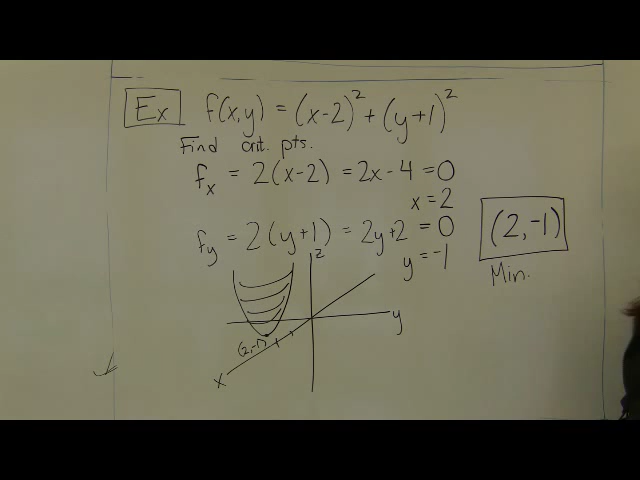 Ex f(x,y) = (x-2)² + (y+1)²
Find crit. pts.
f_x = 2(x-2) = 2x-4 = 0
x = 2
f_y = 2(y+1) = 2y+2 = 0
y = -1
(2,-1)
Min.
z
y
(2,-1)
x